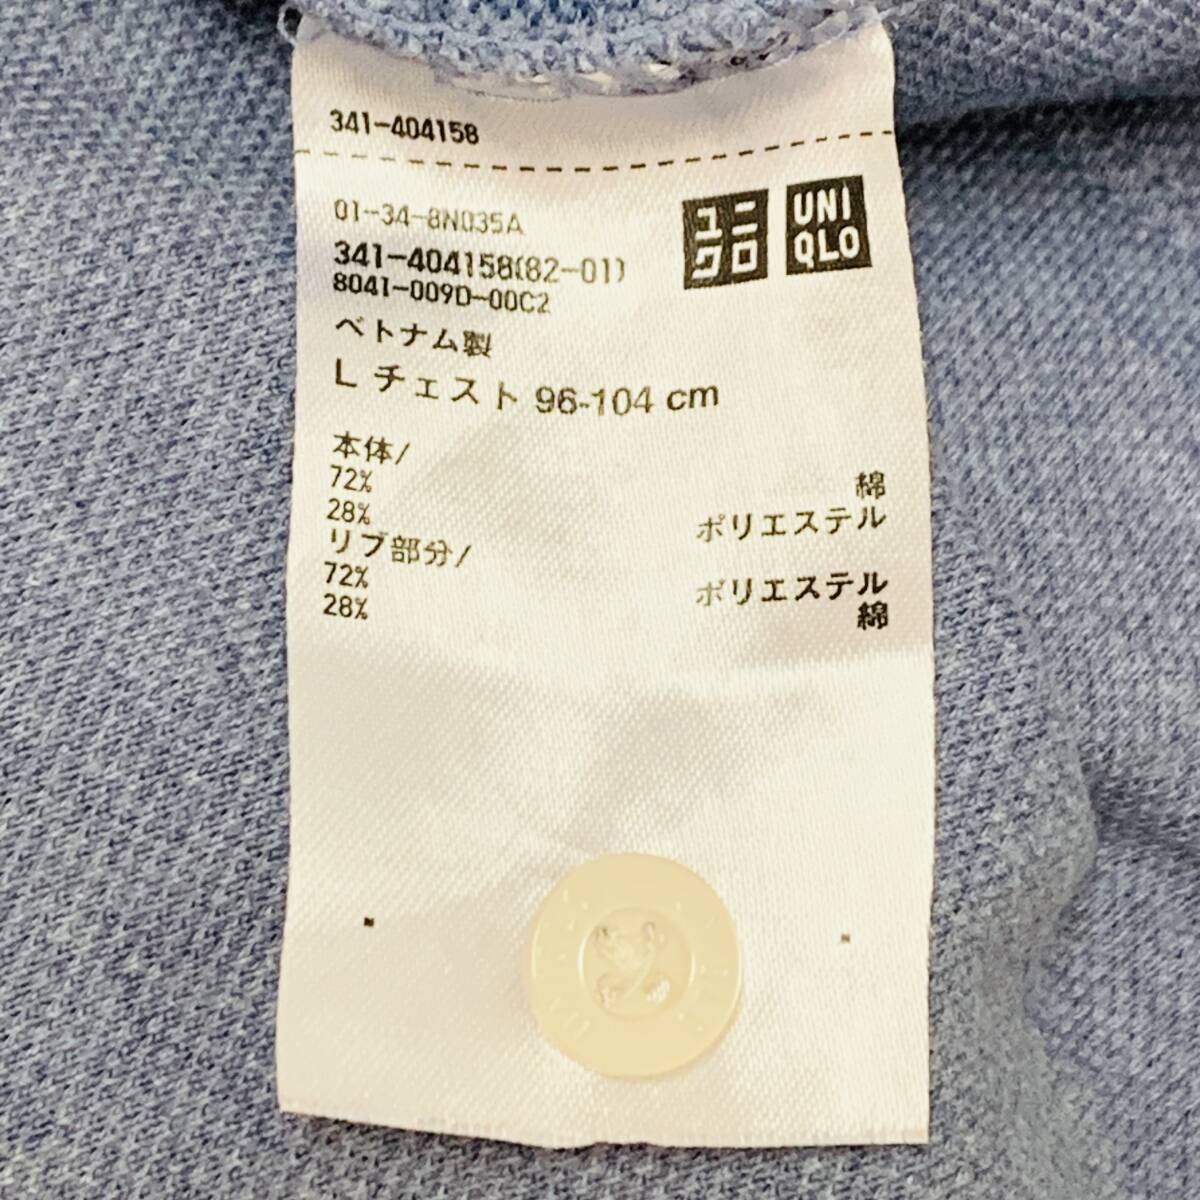 341-404158
01-34-8N035A
341-404158(82-01)
8041-009D-00C2
ユニクロ
UNIQLO
ベトナム製
L チェスト 96-104 cm
本体/
72% 綿
28% ポリエステル
リブ部分/
72% ポリエステル
28% 綿